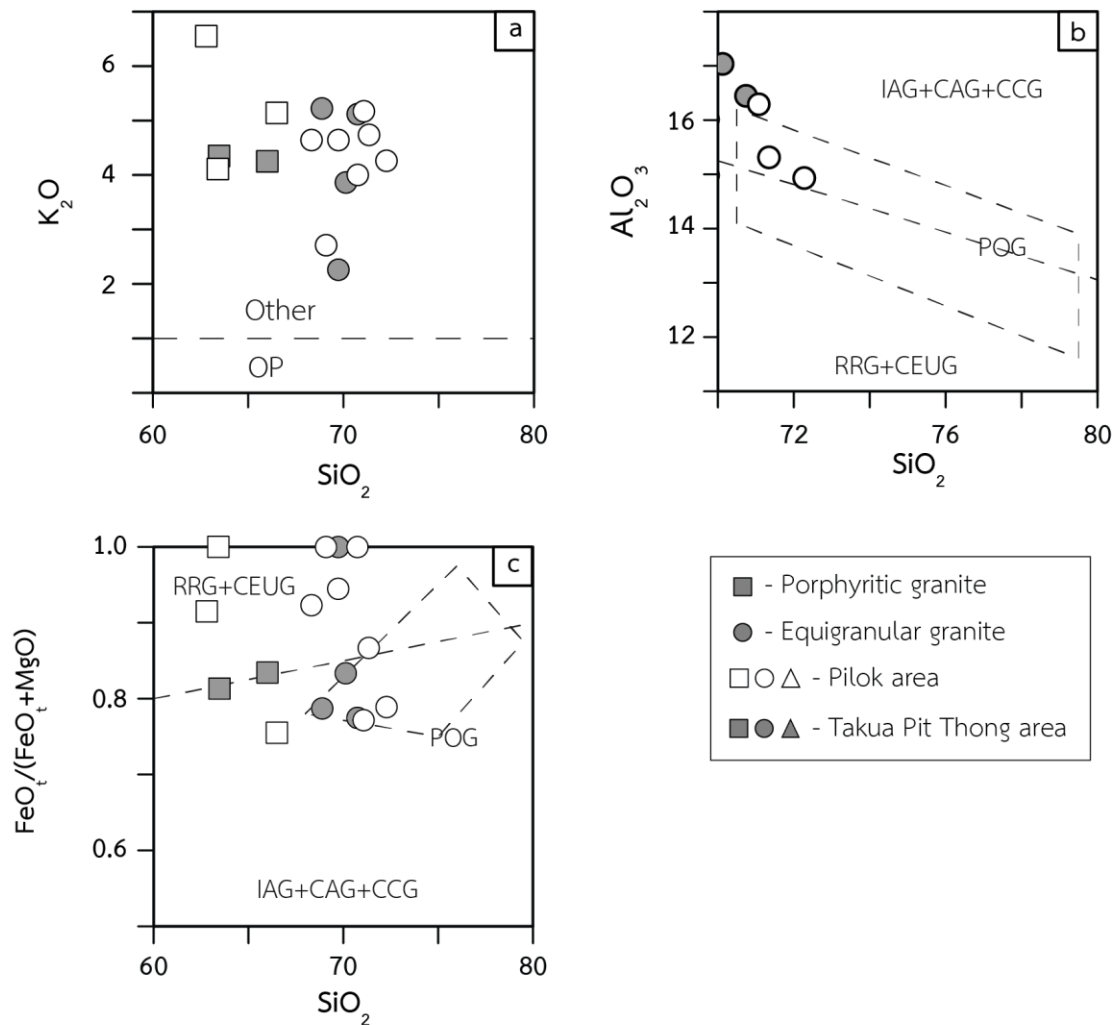 a
6
4
2
K₂O
Other
OP
60
70
80
SiO₂
b
IAG+CAG+CCG
16
14
12
Al₂O₃
POG
RRG+CEUG
72
76
80
SiO₂
c
1.0
0.8
0.6
FeOₜ/(FeOₜ+MgO)
RRG+CEUG
POG
IAG+CAG+CCG
60
70
80
SiO₂
- Porphyritic granite
- Equigranular granite
- Pilok area
- Takua Pit Thong area